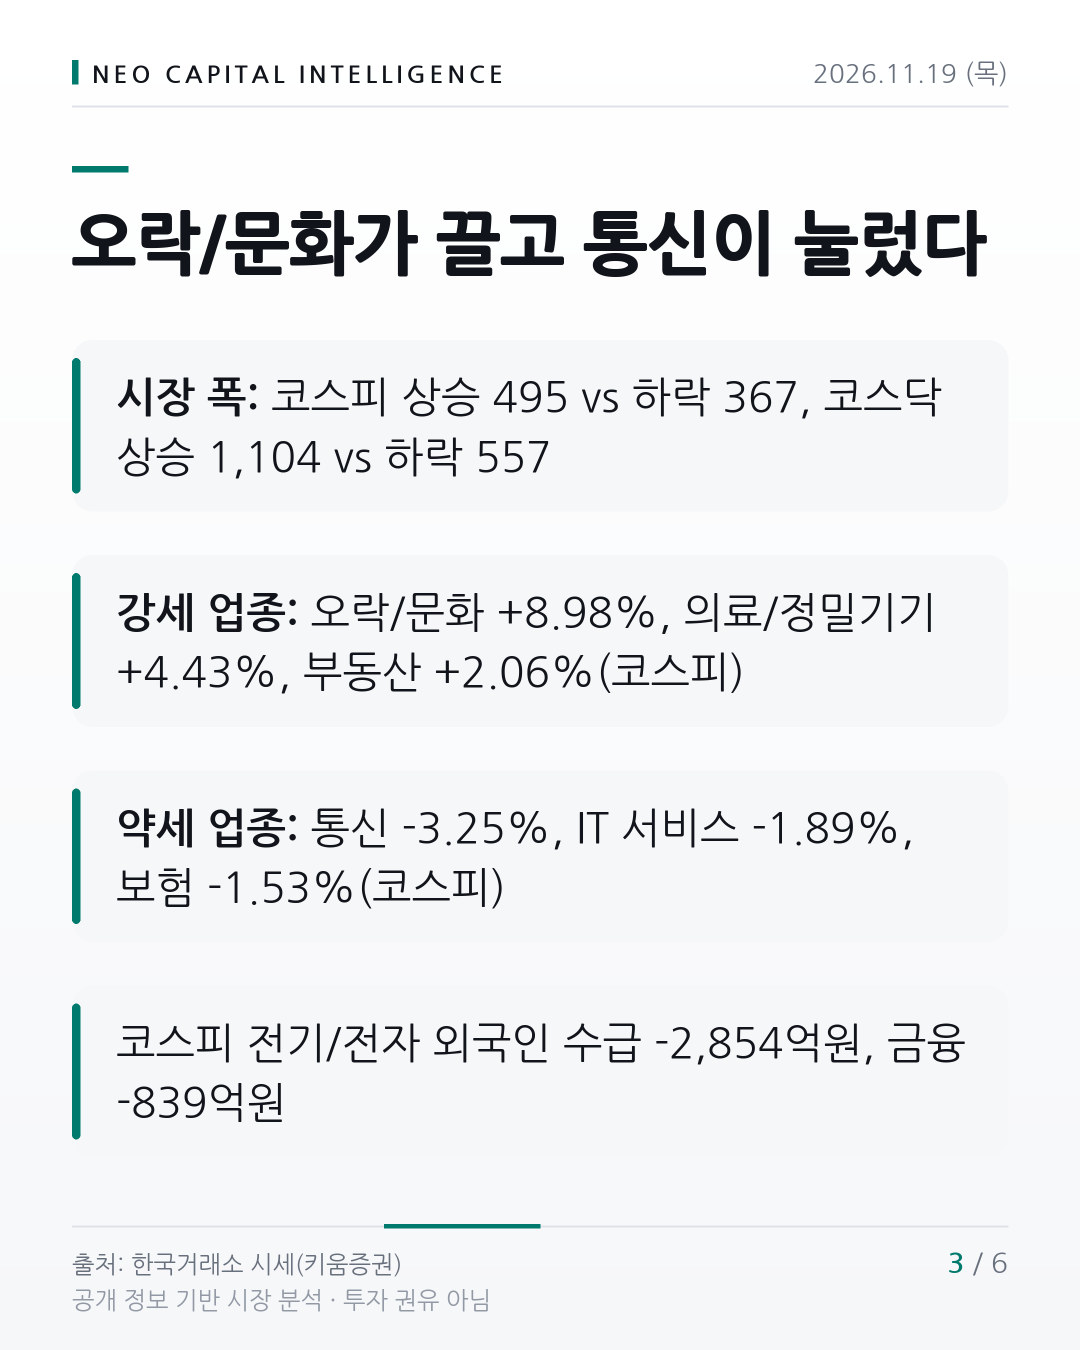 NEO CAPITAL INTELLIGENCE
2026.11.19 (목)
오락/문화가 끌고 통신이 눌렀다
시장 폭: 코스피 상승 495 vs 하락 367, 코스닥
상승 1,104 vs 하락 557
강세 업종: 오락/문화 +8.98%, 의료/정밀기기
+4.43%, 부동산 +2.06%(코스피)
약세 업종: 통신 -3.25%, IT 서비스 -1.89%,
보험 -1.53%(코스피)
코스피 전기/전자 외국인 수급 -2,854억원, 금융
-839억원
출처: 한국거래소 시세(키움증권)
3 / 6
공개 정보 기반 시장 분석 · 투자 권유 아님